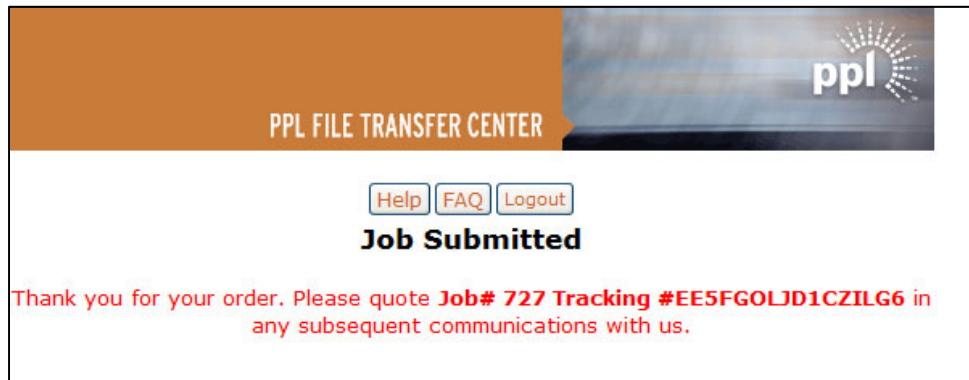 ppl
PPL FILE TRANSFER CENTER
Help FAQ Logout
Job Submitted
Thank you for your order. Please quote Job# 727 Tracking #EE5FGOLJD1CZILG6 in
any subsequent communications with us.